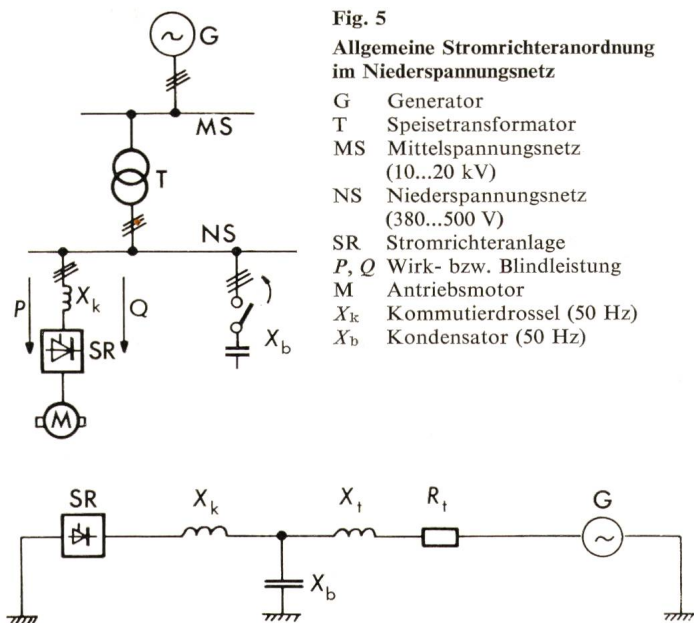 G
MS
T
NS
P
X_k
Q
SR
X_b
M
Fig. 5
Allgemeine Stromrichteranordnung
im Niederspannungsnetz
G Generator
T Speisetransformator
MS Mittelspannungsnetz
(10...20 kV)
NS Niederspannungsnetz
(380...500 V)
SR Stromrichteranlage
P, Q Wirk- bzw. Blindleistung
M Antriebsmotor
X_k Kommutierdrossel (50 Hz)
X_b Kondensator (50 Hz)
SR X_k X_t R_t G
X_b